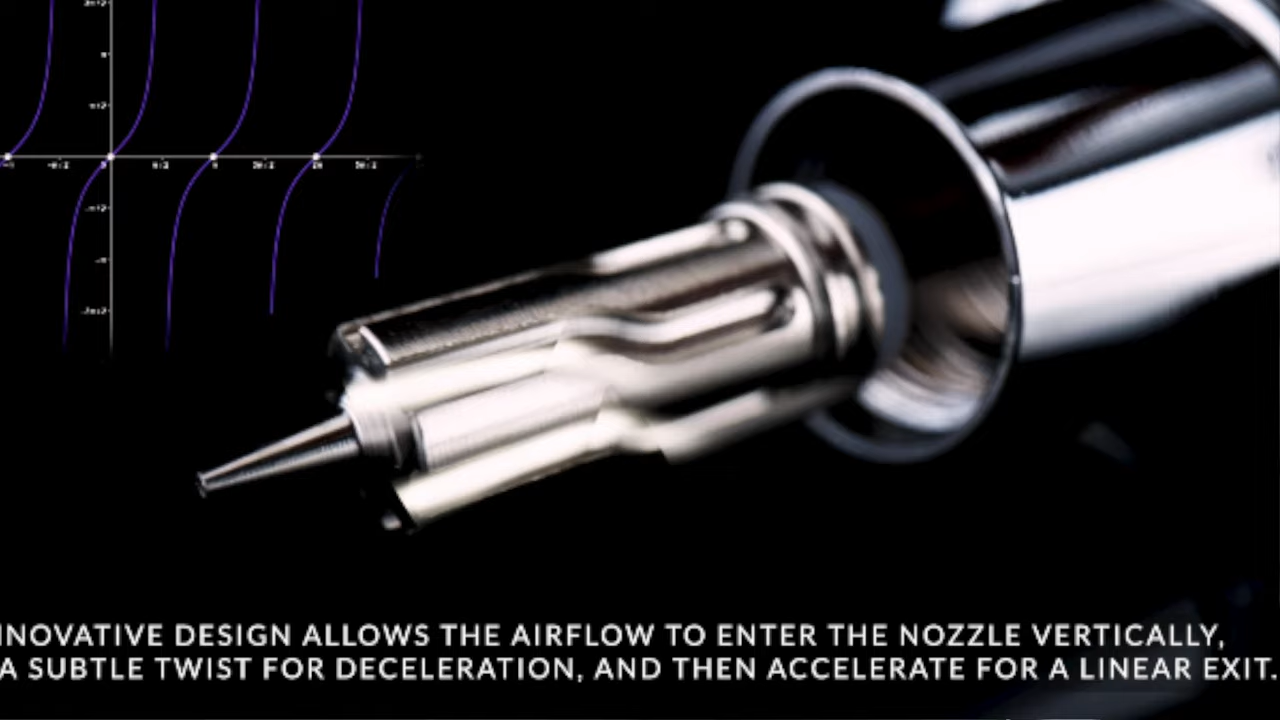 INNOVATIVE DESIGN ALLOWS THE AIRFLOW TO ENTER THE NOZZLE VERTICALLY,
A SUBTLE TWIST FOR DECELERATION, AND THEN ACCELERATE FOR A LINEAR EXIT.